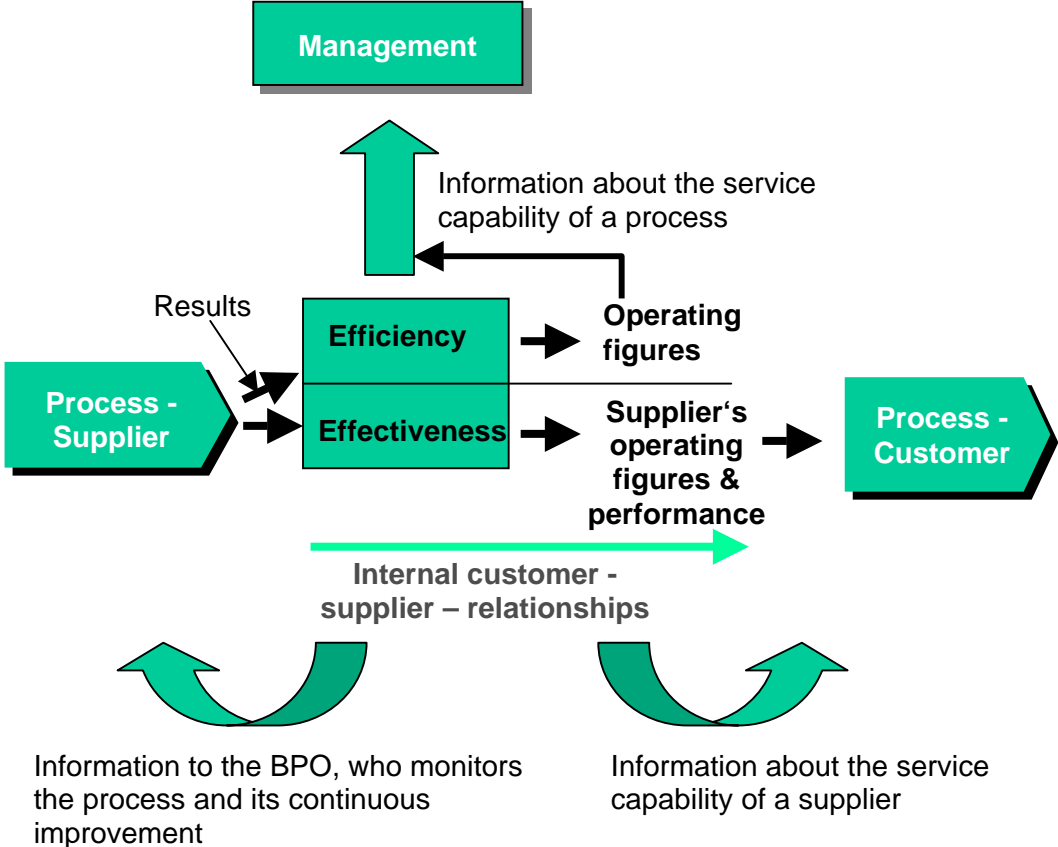 Management
Information about the service
capability of a process
Results
Efficiency
Operating
figures
Process -
Supplier
Effectiveness
Supplier‘s
operating
figures &
performance
Process -
Customer
Internal customer -
supplier – relationships
Information to the BPO, who monitors
the process and its continuous
improvement
Information about the service
capability of a supplier